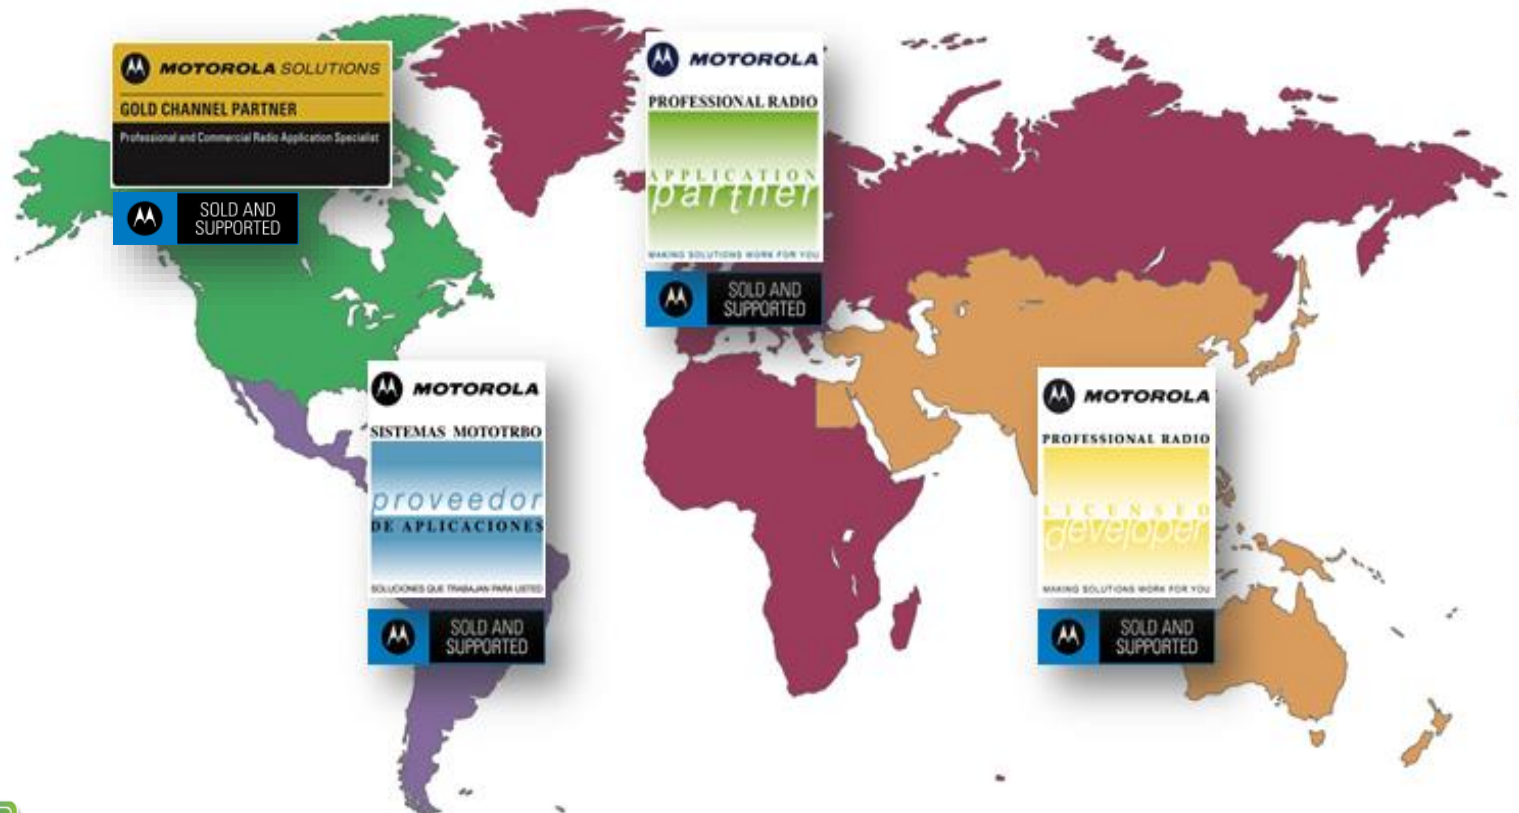 MOTOROLA SOLUTIONS
GOLD CHANNEL PARTNER
Professional and Commercial Radio Application Specialist
SOLD AND
SUPPORTED
MOTOROLA
PROFESSIONAL RADIO
APPLICATION
partner
MAKING SOLUTIONS WORK FOR YOU
SOLD AND
SUPPORTED
MOTOROLA
SISTEMAS MOTOTRBO
proveedor
DE APLICACIONES
SOLUCIONES QUE TRABAJAN PARA USTED
SOLD AND
SUPPORTED
MOTOROLA
PROFESSIONAL RADIO
LICENSED
developer
MAKING SOLUTIONS WORK FOR YOU
SOLD AND
SUPPORTED